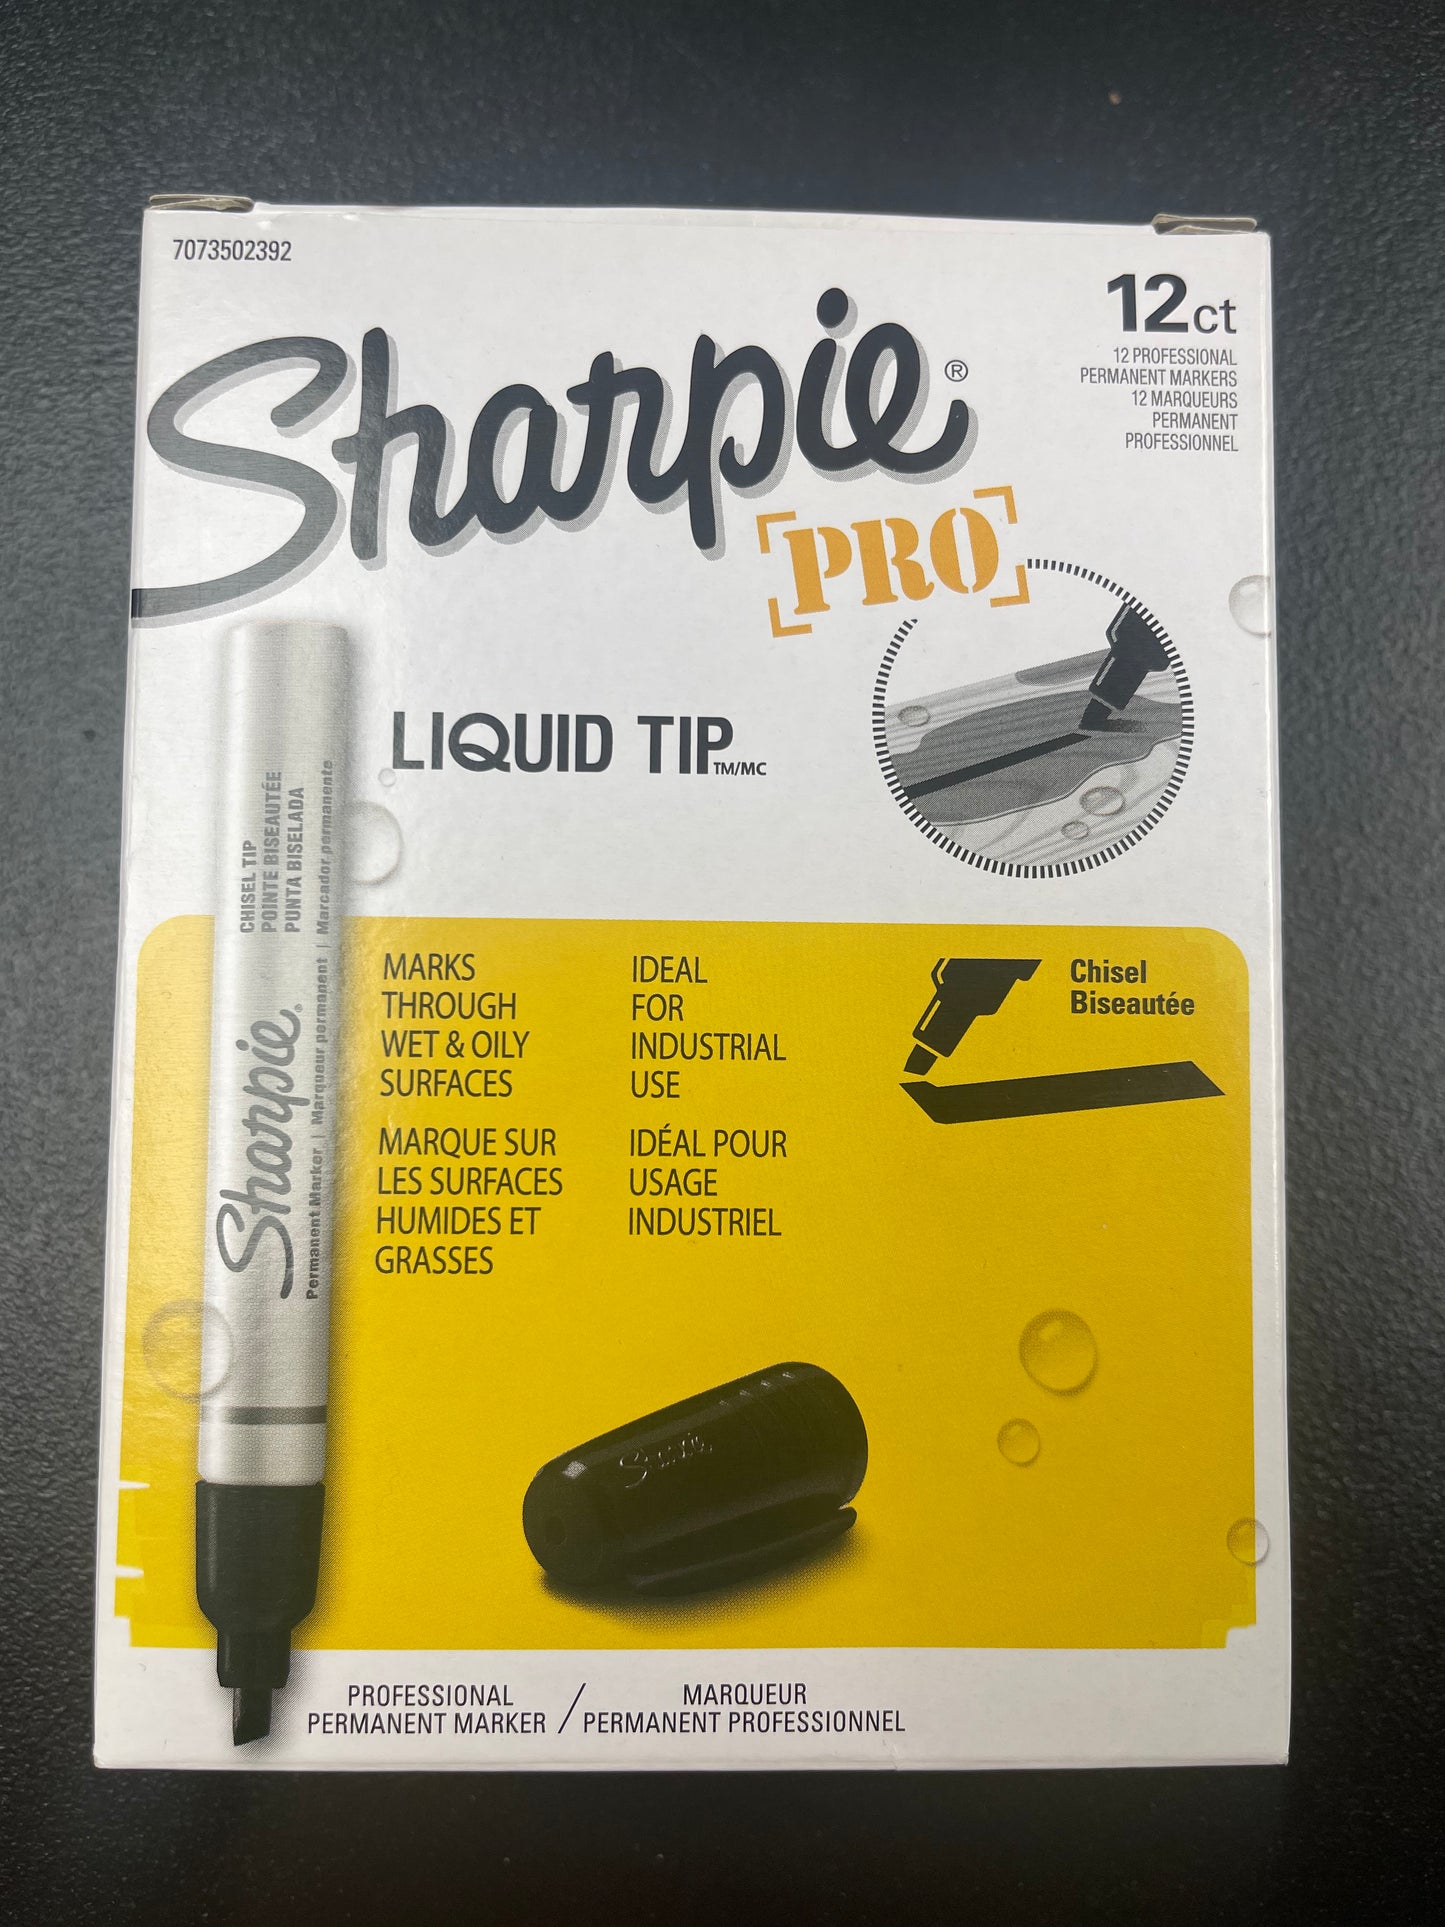 7073502392
12ct
12 PROFESSIONAL
PERMANENT MARKERS
12 MARQUEURS
PERMANENT
PROFESSIONNEL
Sharpie®
PRO
LIQUID TIP TM/MC
CHISEL TIP
POINTE BISEAUTÉE
PUNTA BISELADA
Sharpie®
Permanent Marker | Marqueur permanent | Marcador permanente
MARKS
THROUGH
WET & OILY
SURFACES
MARQUE SUR
LES SURFACES
HUMIDES ET
GRASSES
IDEAL
FOR
INDUSTRIAL
USE
IDÉAL POUR
USAGE
INDUSTRIEL
Chisel
Biseautée
Sharpie
PROFESSIONAL
PERMANENT MARKER /
MARQUEUR
PERMANENT PROFESSIONNEL